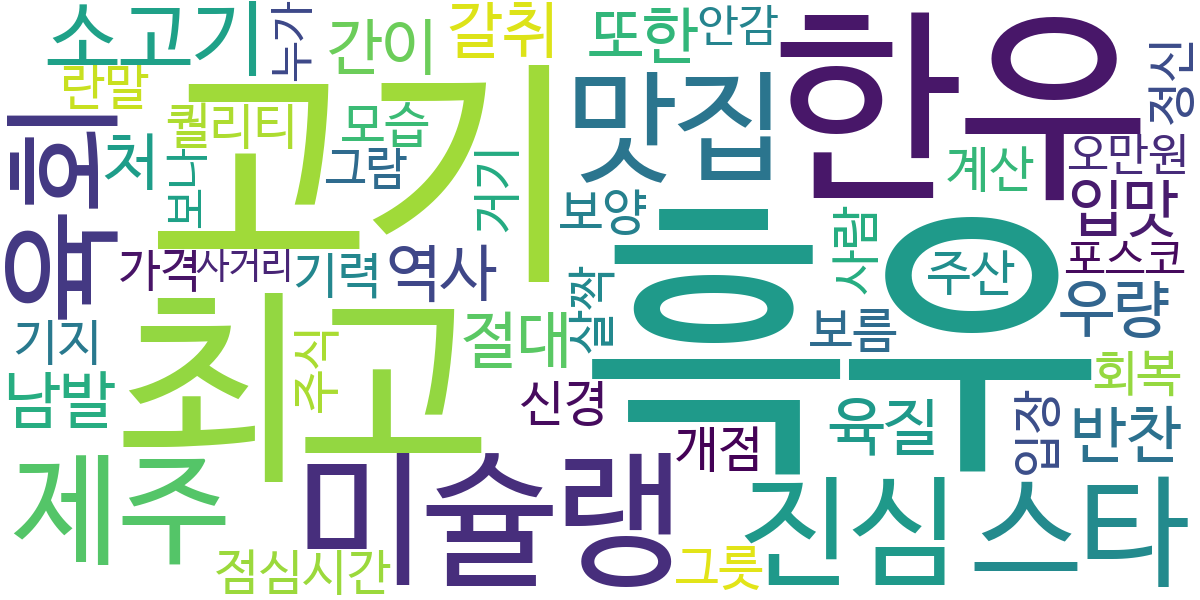 소고기
누가
간이
갈취
또한
안감
한우
정신
란말
고기
퀄리티
모습
맛집
육회
처
보나
그람
거기
보양
흑우
사람
계산
오만원
입맛
가격
사거리
기력
역사
살짝
주산
포스코
우량
기지
최고
주식
절대
보름
회복
남발
신경
개점
육질
입장
반찬
제주
미슐랭
진심
스타
점심시간
그릇